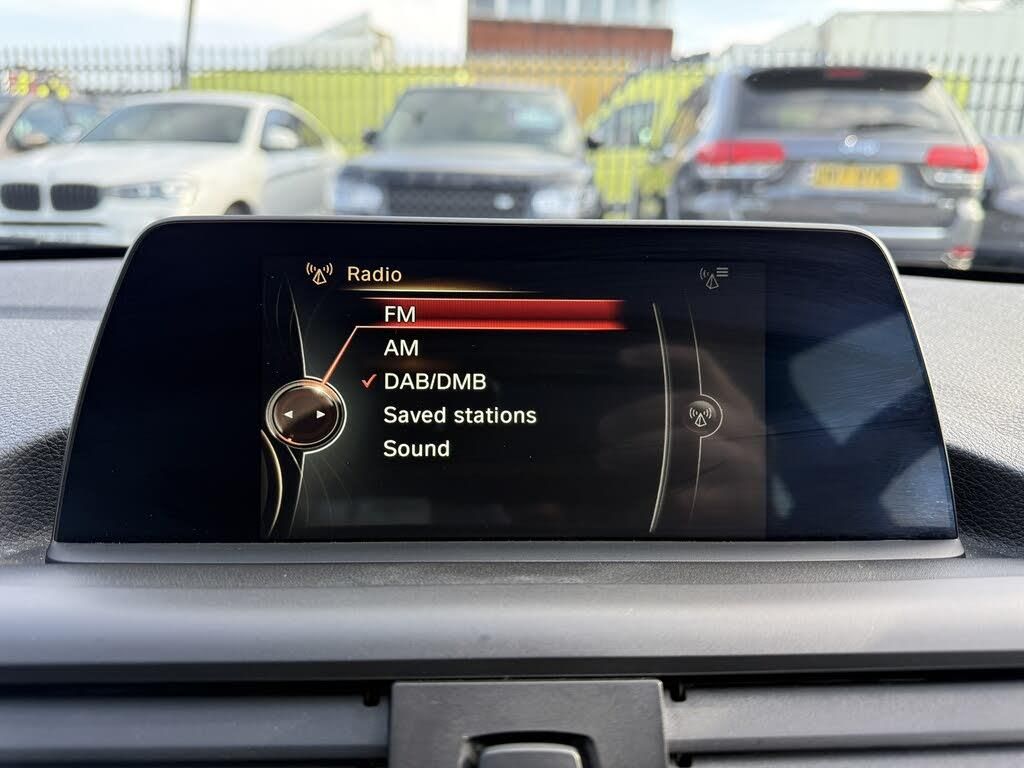 Radio
FM
AM
DAB/DMB
Saved stations
Sound